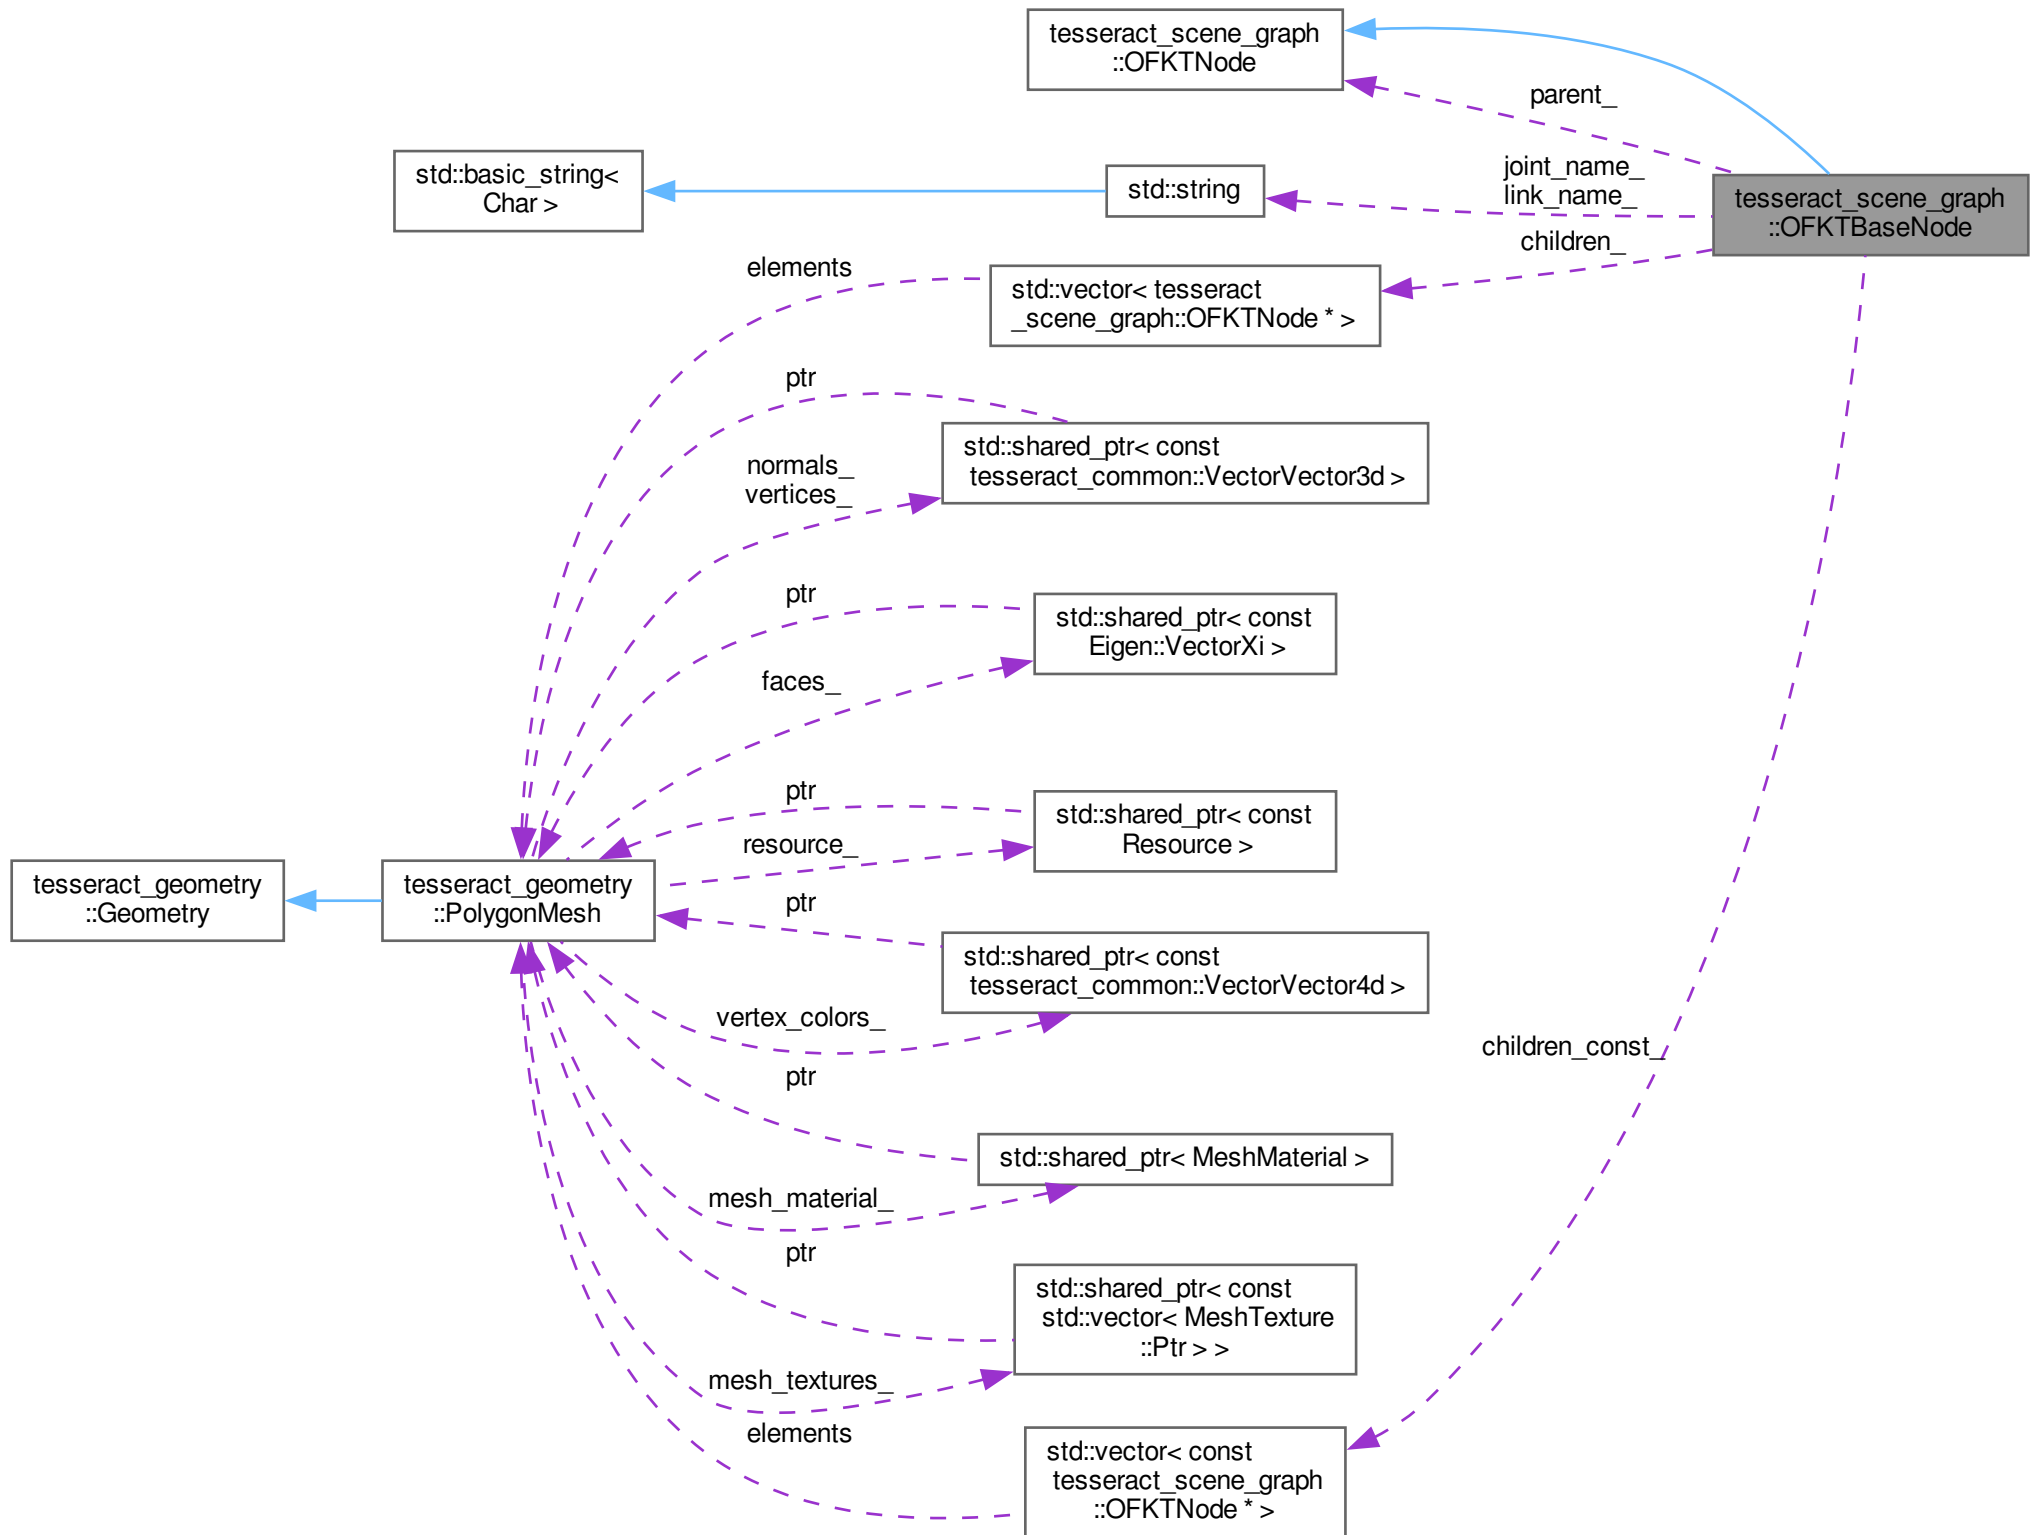 tesseract_scene_graph
::OFKTNode
parent_
std::basic_string<
Char >
std::string
joint_name_
link_name_
tesseract_scene_graph
::OFKTBaseNode
children_
elements
std::vector< tesseract
_scene_graph::OFKTNode * >
ptr
std::shared_ptr< const
tesseract_common::VectorVector3d >
normals_
vertices_
ptr
std::shared_ptr< const
Eigen::VectorXi >
faces_
ptr
std::shared_ptr< const
Resource >
resource_
tesseract_geometry
::Geometry
tesseract_geometry
::PolygonMesh
ptr
std::shared_ptr< const
tesseract_common::VectorVector4d >
vertex_colors_
children_const_
ptr
std::shared_ptr< MeshMaterial >
mesh_material_
ptr
std::shared_ptr< const
std::vector< MeshTexture
::Ptr > >
mesh_textures_
elements
std::vector< const
tesseract_scene_graph
::OFKTNode * >